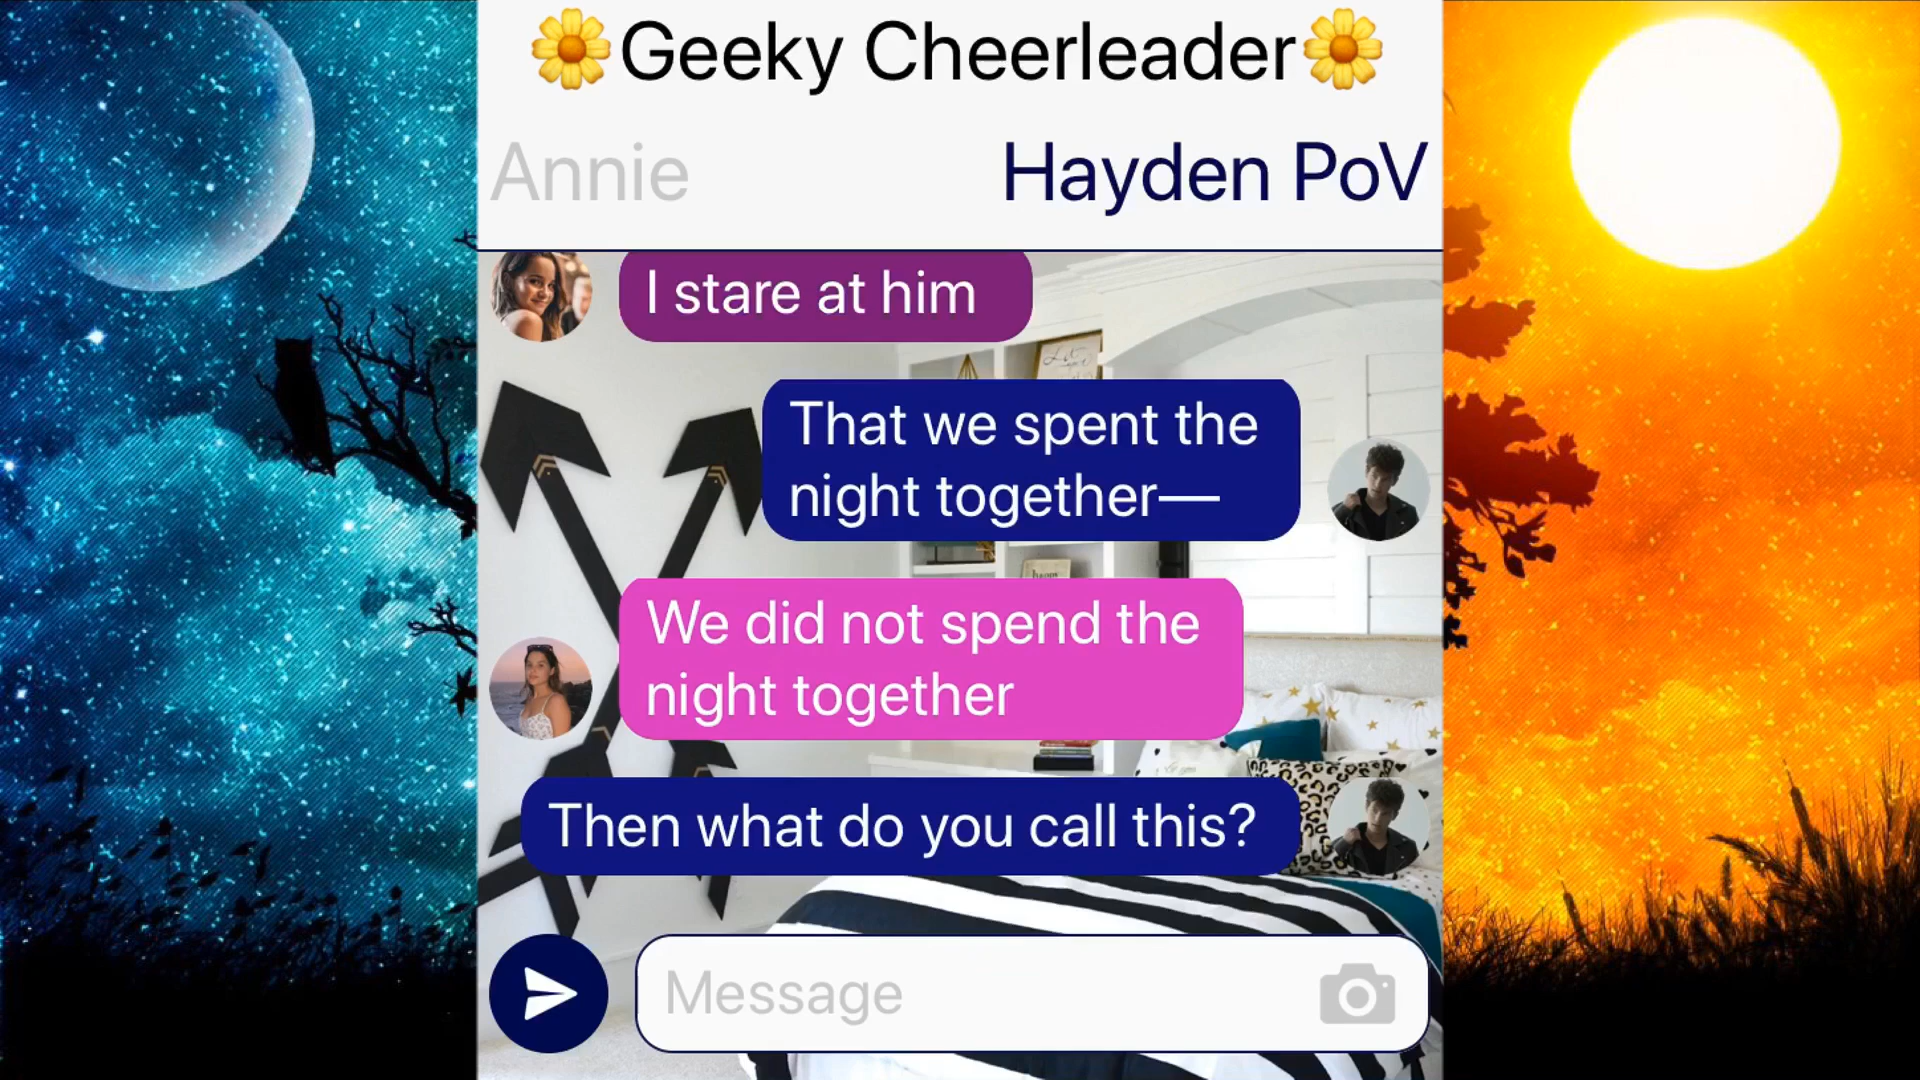 🌼Geeky Cheerleader🌼
Annie
Hayden PoV
I stare at him
That we spent the
night together—
happy
We did not spend the
night together
Then what do you call this?
Message